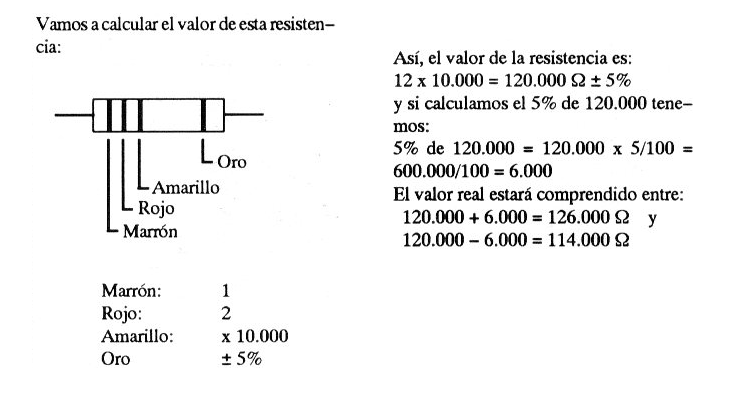 Vamos a calcular el valor de esta resisten–
cia:
Oro
Amarillo
Rojo
Marrón
Marrón: 1
Rojo: 2
Amarillo: x 10.000
Oro ± 5%
Así, el valor de la resistencia es:
12 x 10.000 = 120.000 Ω ± 5%
y si calculamos el 5% de 120.000 tene–
mos:
5% de 120.000 = 120.000 x 5/100 =
600.000/100 = 6.000
El valor real estará comprendido entre:
120.000 + 6.000 = 126.000 Ω y
120.000 – 6.000 = 114.000 Ω